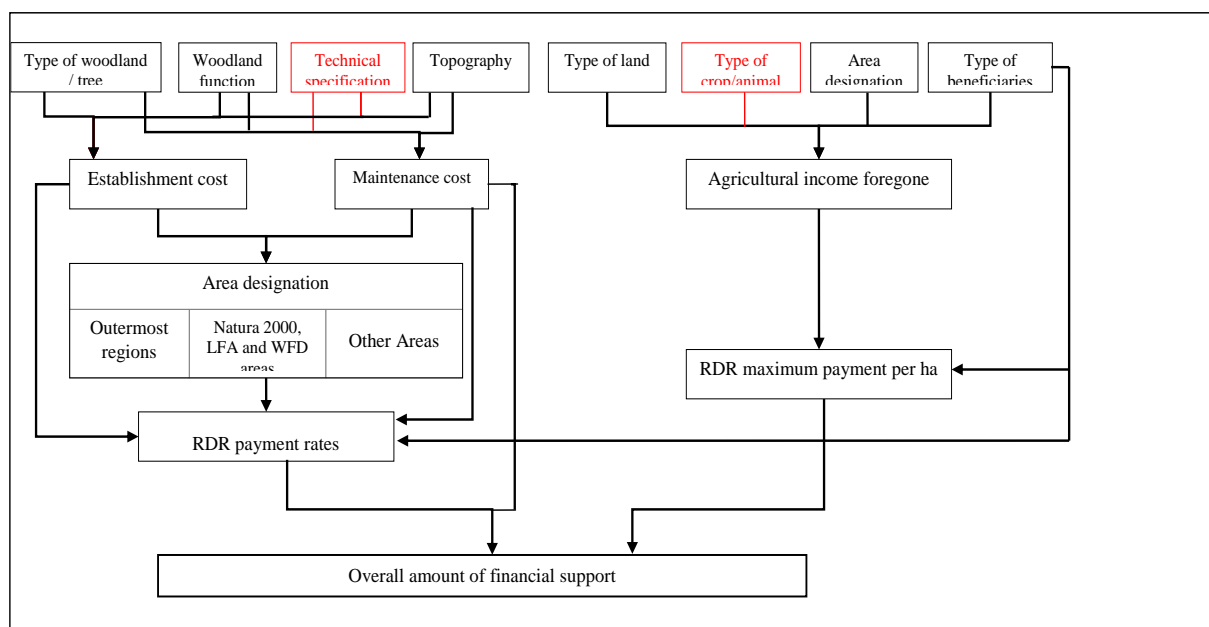 Type of woodland
/ tree
Woodland
function
Technical
specification
Topography
Type of land
Type of
crop/animal
Area
designation
Type of
beneficiaries
Establishment cost
Maintenance cost
Agricultural income foregone
Area designation
Outermost
regions
Natura 2000,
LFA and WFD
areas
Other Areas
RDR maximum payment per ha
RDR payment rates
Overall amount of financial support